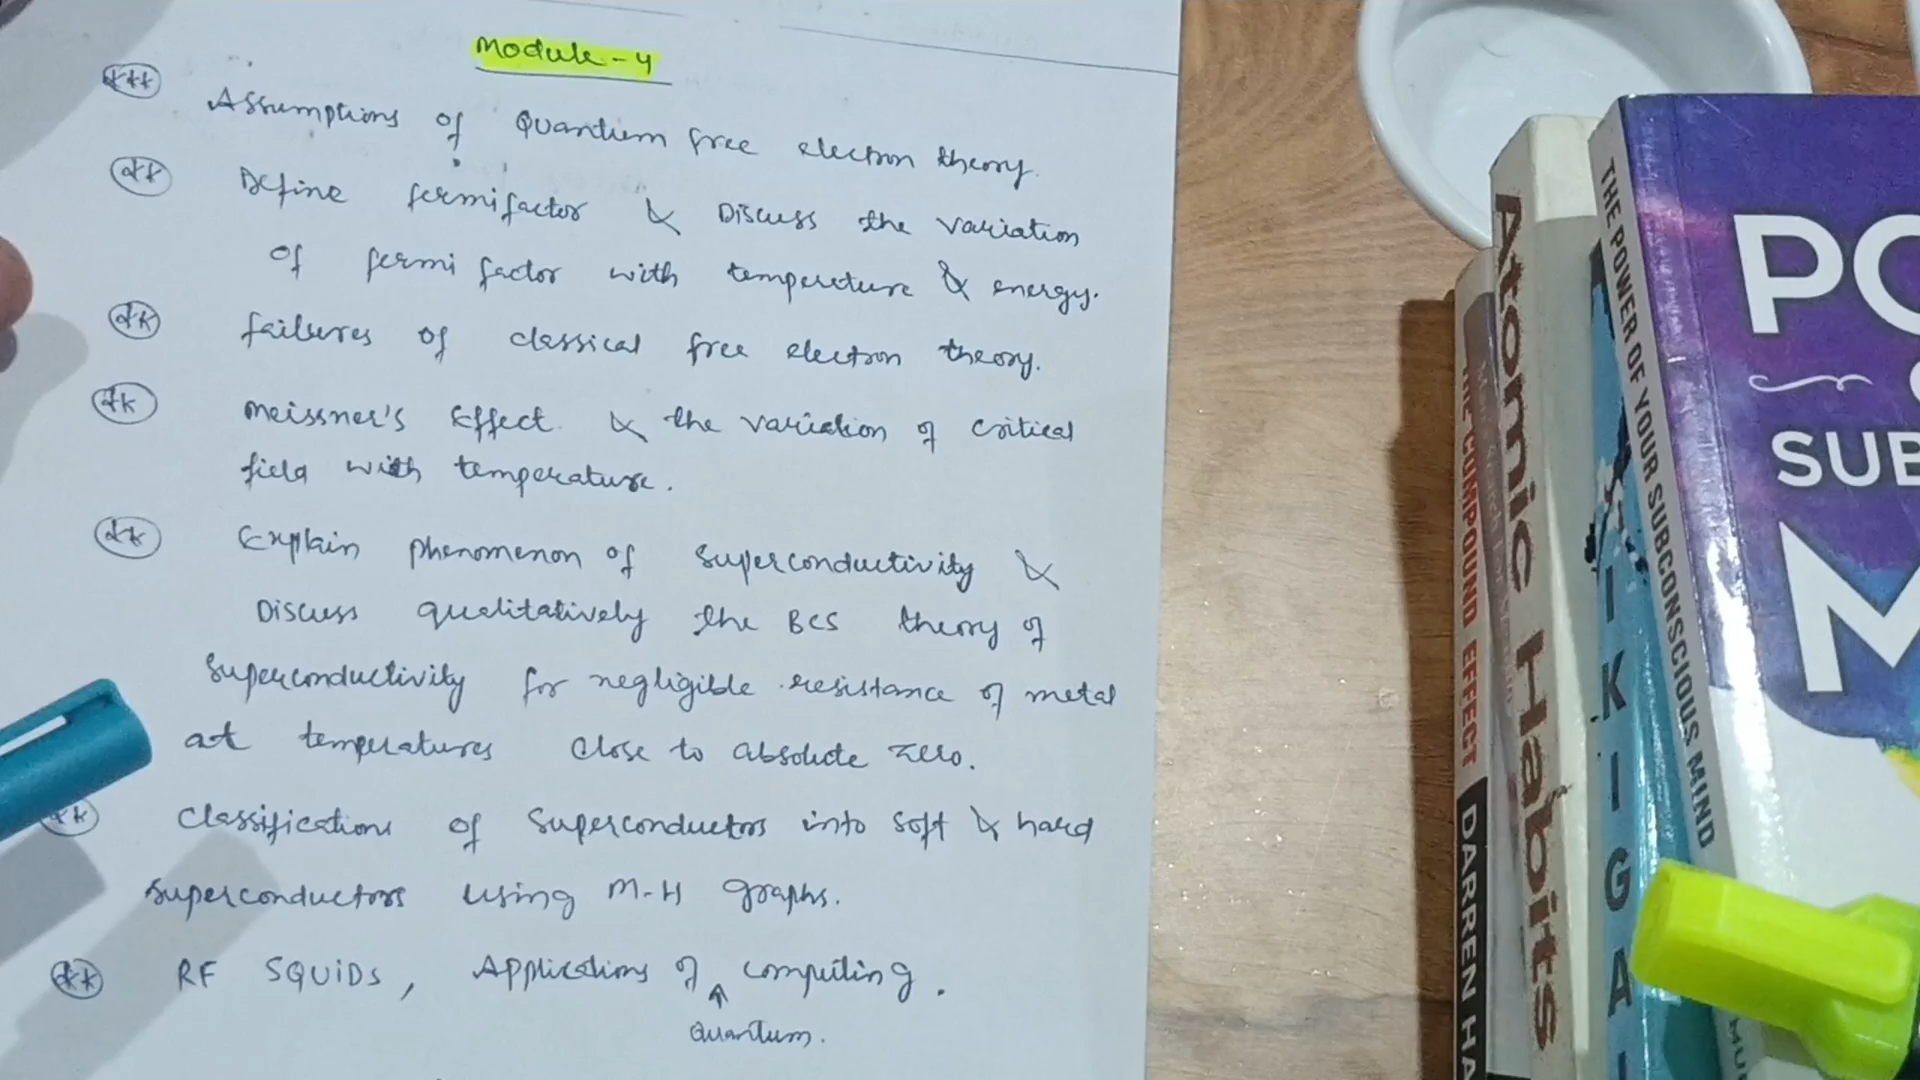 Module-4
*** Assumptions of Quantum free electron theory.
** Define fermifactor & Discuss the variation
of fermi factor with temperature & energy.
** failures of classical free electron theory.
** Meissner's Effect. & the variation of critical
field with temperature.
** Explain phenomenon of superconductivity &
Discuss qualitatively the BCS theory of
superconductivity for negligible resistance of metal
at temperatures close to absolute zero.
** Classifications of superconductors into soft & hard
superconductors using M-H graphs.
** RF SQUIDS, Applications of computing.
Quantum.
THE COMPOUND EFFECT
DARREN HA
Atomic Habits
IKIGAI
THE POWER OF YOUR SUBCONSCIOUS MIND
PO
SUB
M